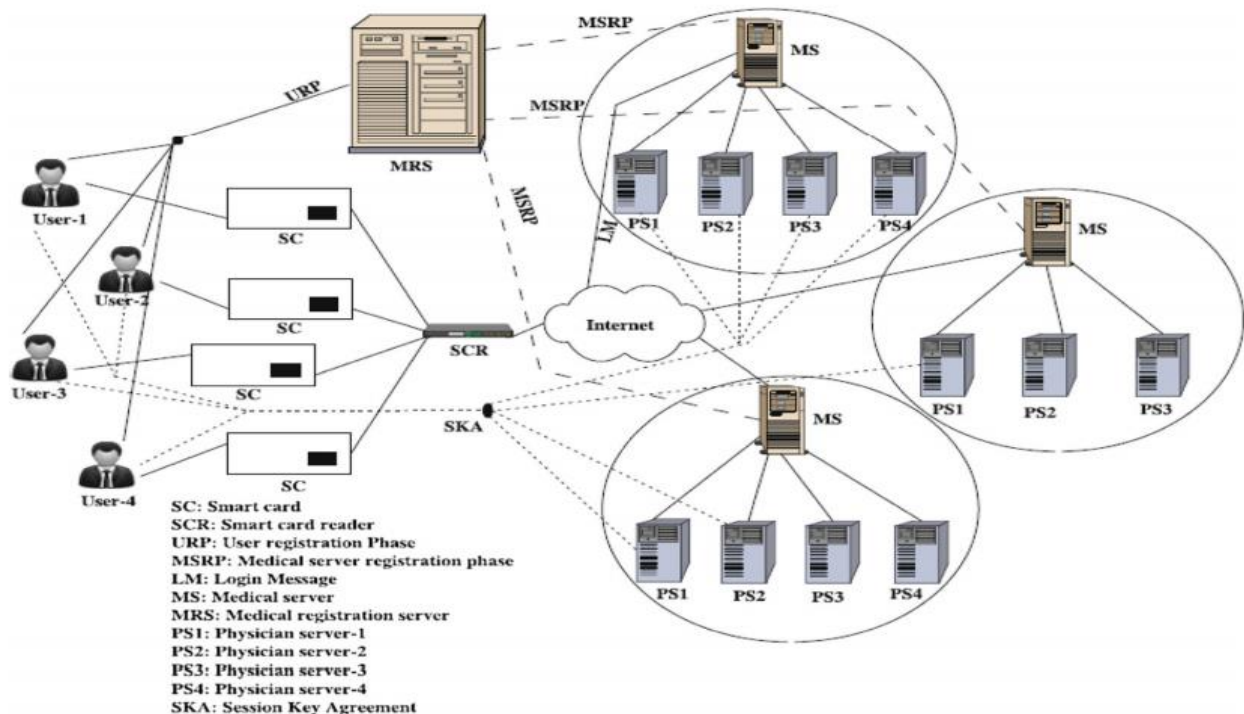 MSRP
MS
URP
MSRP
MRS
User-1
SC
MSRP
PS1 PS2 PS3 PS4
LM
MS
User-2
SC
Internet
SCR
User-3
SC
PS1 PS2 PS3
SKA
MS
User-4
SC
PS1 PS2 PS3 PS4
SC: Smart card
SCR: Smart card reader
URP: User registration Phase
MSRP: Medical server registration phase
LM: Login Message
MS: Medical server
MRS: Medical registration server
PS1: Physician server-1
PS2: Physician server-2
PS3: Physician server-3
PS4: Physician server-4
SKA: Session Key Agreement